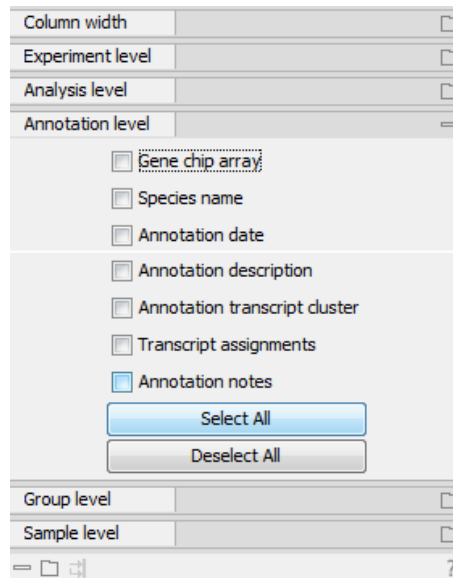 Column width
Experiment level
Analysis level
Annotation level
Gene chip array
Species name
Annotation date
Annotation description
Annotation transcript cluster
Transcript assignments
Annotation notes
Select All
Deselect All
Group level
Sample level
?